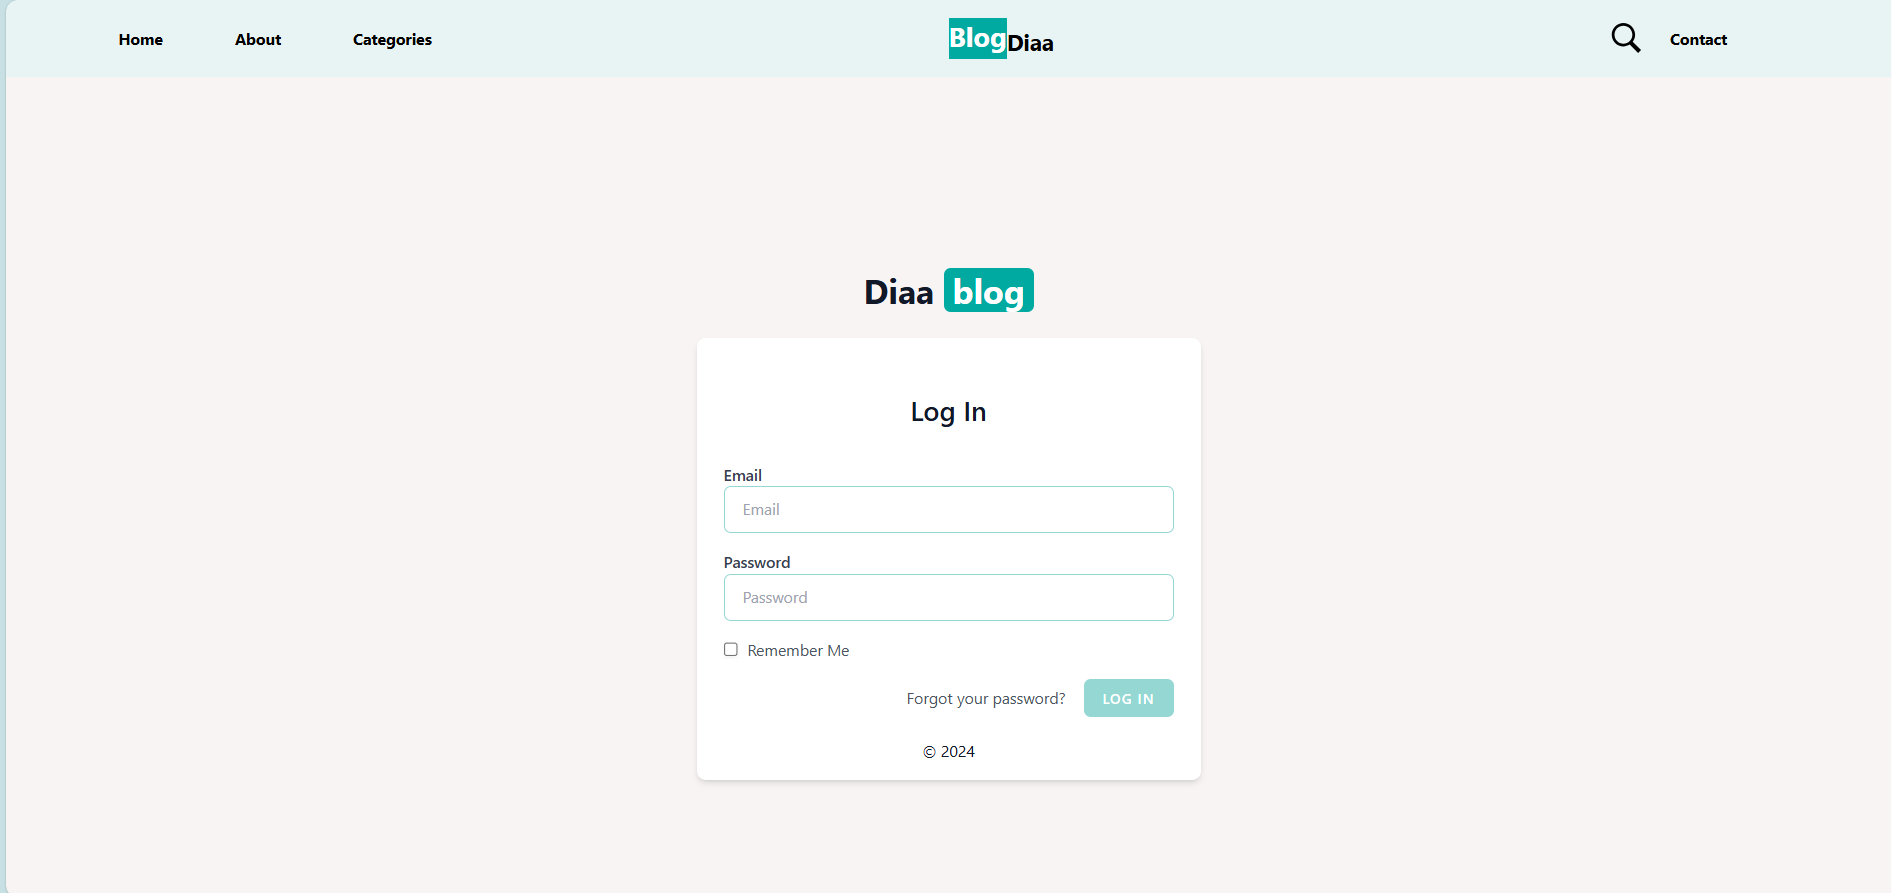 Home About Categories BlogDiaa Contact
Diaa blog
Log In
Email
Email
Password
Password
Remember Me
Forgot your password? LOG IN
© 2024